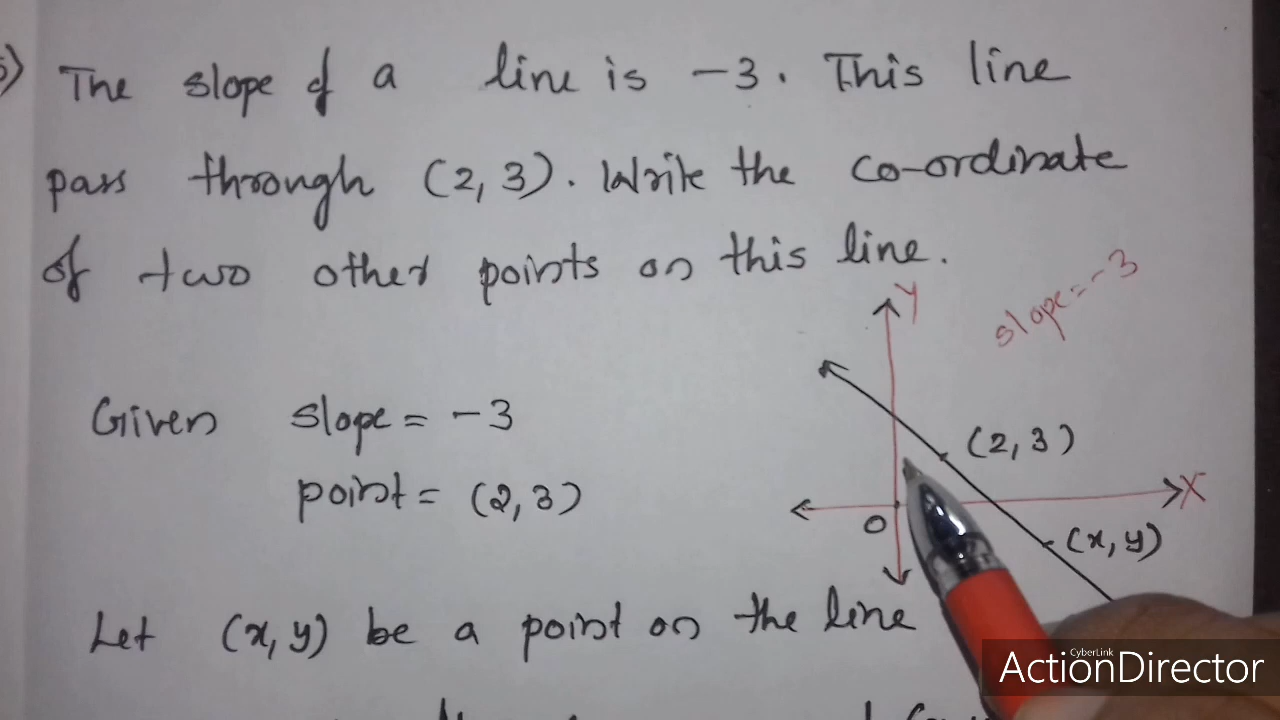 5) The slope of a line is -3. This line
pass through (2, 3). Write the co-ordinate
of two other points on this line.
Y
slope = -3
Given slope = -3
(2, 3)
point = (2, 3)
X
O
(x, y)
Let (x, y) be a point on the line
CyberLink
ActionDirector